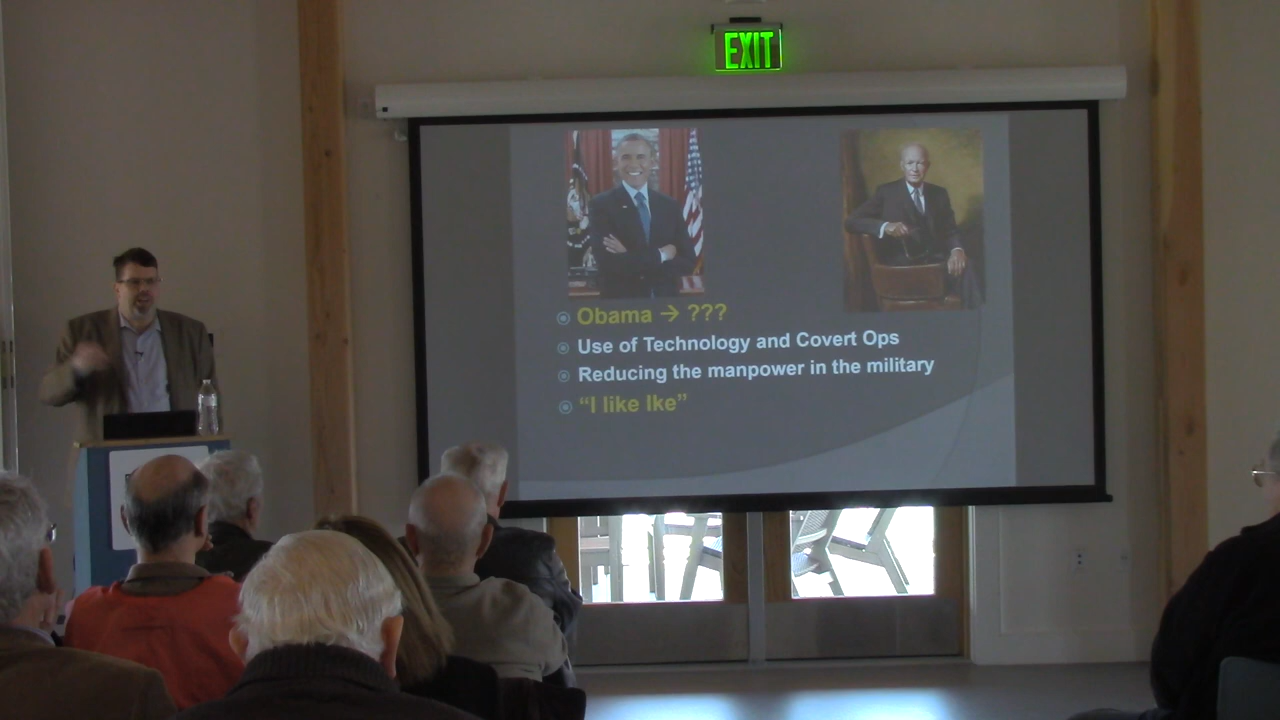 EXIT
Obama → ???
Use of Technology and Covert Ops
Reducing the manpower in the military
“I like Ike”